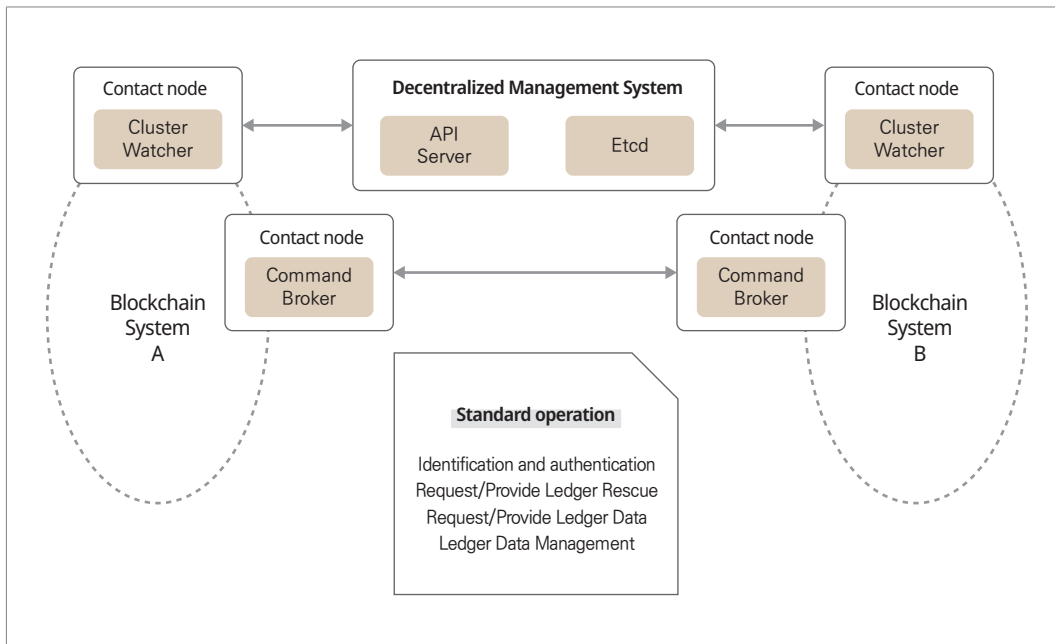 Contact node
Cluster
Watcher
Decentralized Management System
API
Server
Etcd
Contact node
Cluster
Watcher
Contact node
Command
Broker
Contact node
Command
Broker
Blockchain
System
A
Blockchain
System
B
Standard operation
Identification and authentication
Request/Provide Ledger Rescue
Request/Provide Ledger Data
Ledger Data Management